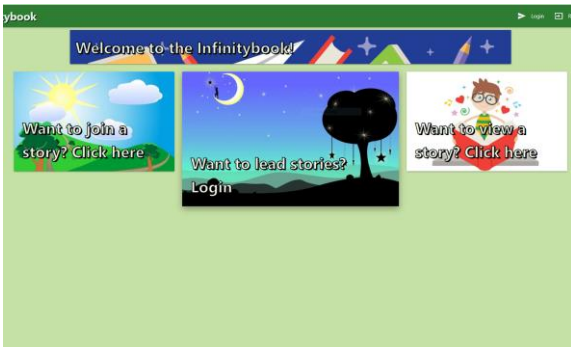 ybook
Login
Welcome to the Infinitybook!
Want to join a
story? Click here
Want to lead stories?
Login
Want to view a
story? Click here